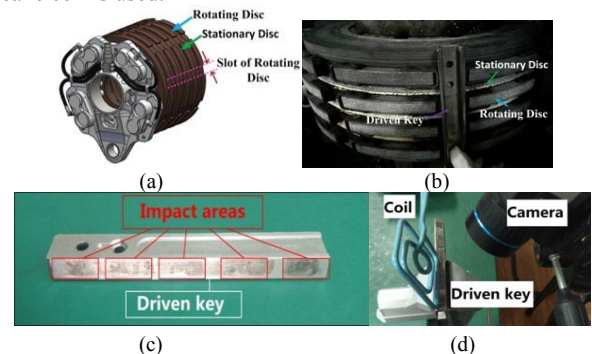 Rotating Disc
Stationary Disc
Slot of Rotating
Disc
(a)
Stationary Disc
Rotating Disc
Driven Key
(b)
Impact areas
Driven key
(c)
Coil
Camera
Driven key
(d)